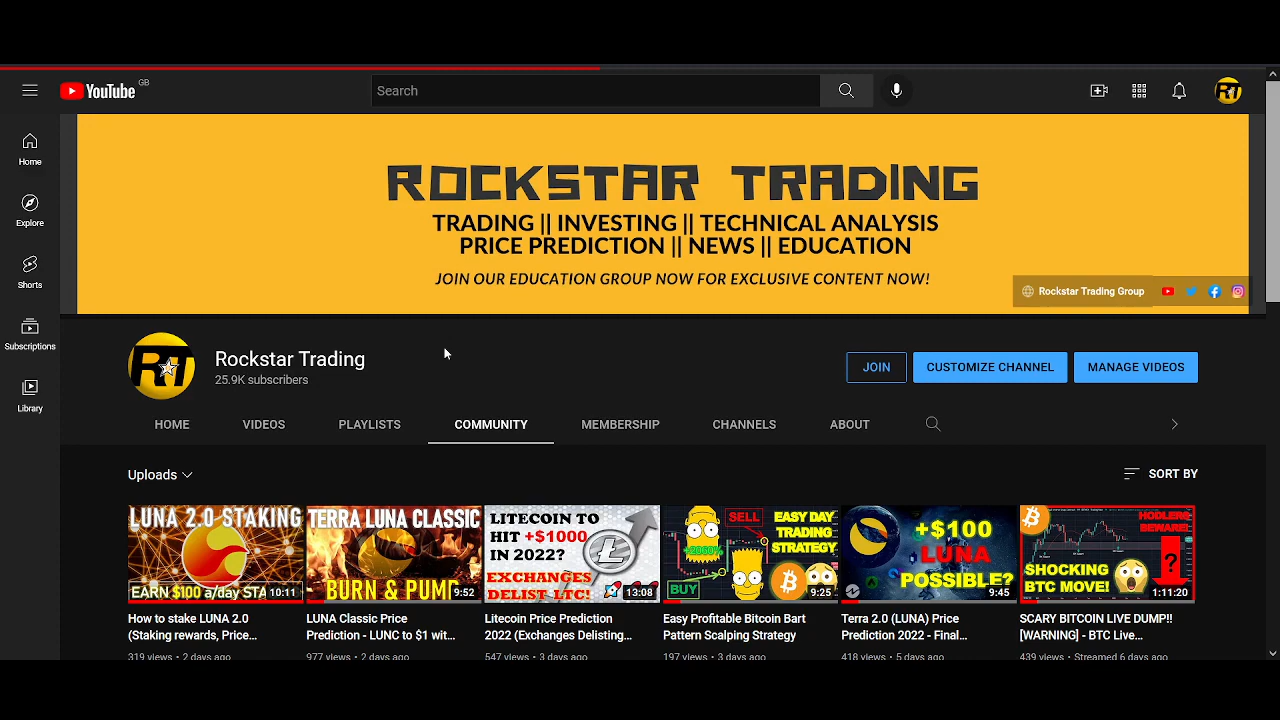 YouTube GB
Search
Home
Explore
Shorts
Subscriptions
Library
ROCKSTAR TRADING
TRADING || INVESTING || TECHNICAL ANALYSIS
PRICE PREDICTION || NEWS || EDUCATION
JOIN OUR EDUCATION GROUP NOW FOR EXCLUSIVE CONTENT NOW!
Rockstar Trading Group
RT
Rockstar Trading
25.9K subscribers
JOIN
CUSTOMIZE CHANNEL
MANAGE VIDEOS
HOME
VIDEOS
PLAYLISTS
COMMUNITY
MEMBERSHIP
CHANNELS
ABOUT
Uploads
SORT BY
LUNA 2.0 STAKING
EARN $100 a/day STA
10:11
How to stake LUNA 2.0
(Staking rewards, Price...
319 views • 2 days ago
TERRA LUNA CLASSIC
BURN & PUMP
9:52
LUNA Classic Price
Prediction - LUNC to $1 wit...
977 views • 2 days ago
LITECOIN TO
HIT +$1000
IN 2022?
EXCHANGES
DELIST LTC!
13:08
Litecoin Price Prediction
2022 (Exchanges Delisting...
547 views • 3 days ago
SELL
EASY DAY
TRADING
STRATEGY
+2060%
BUY
9:25
Easy Profitable Bitcoin Bart
Pattern Scalping Strategy
197 views • 3 days ago
+$100
LUNA
POSSIBLE?
9:45
Terra 2.0 (LUNA) Price
Prediction 2022 - Final...
418 views • 5 days ago
HODLERS
BEWARE!
?
SHOCKING
BTC MOVE!
1:11:20
SCARY BITCOIN LIVE DUMP!!
[WARNING] - BTC Live...
439 views • Streamed 6 days ago